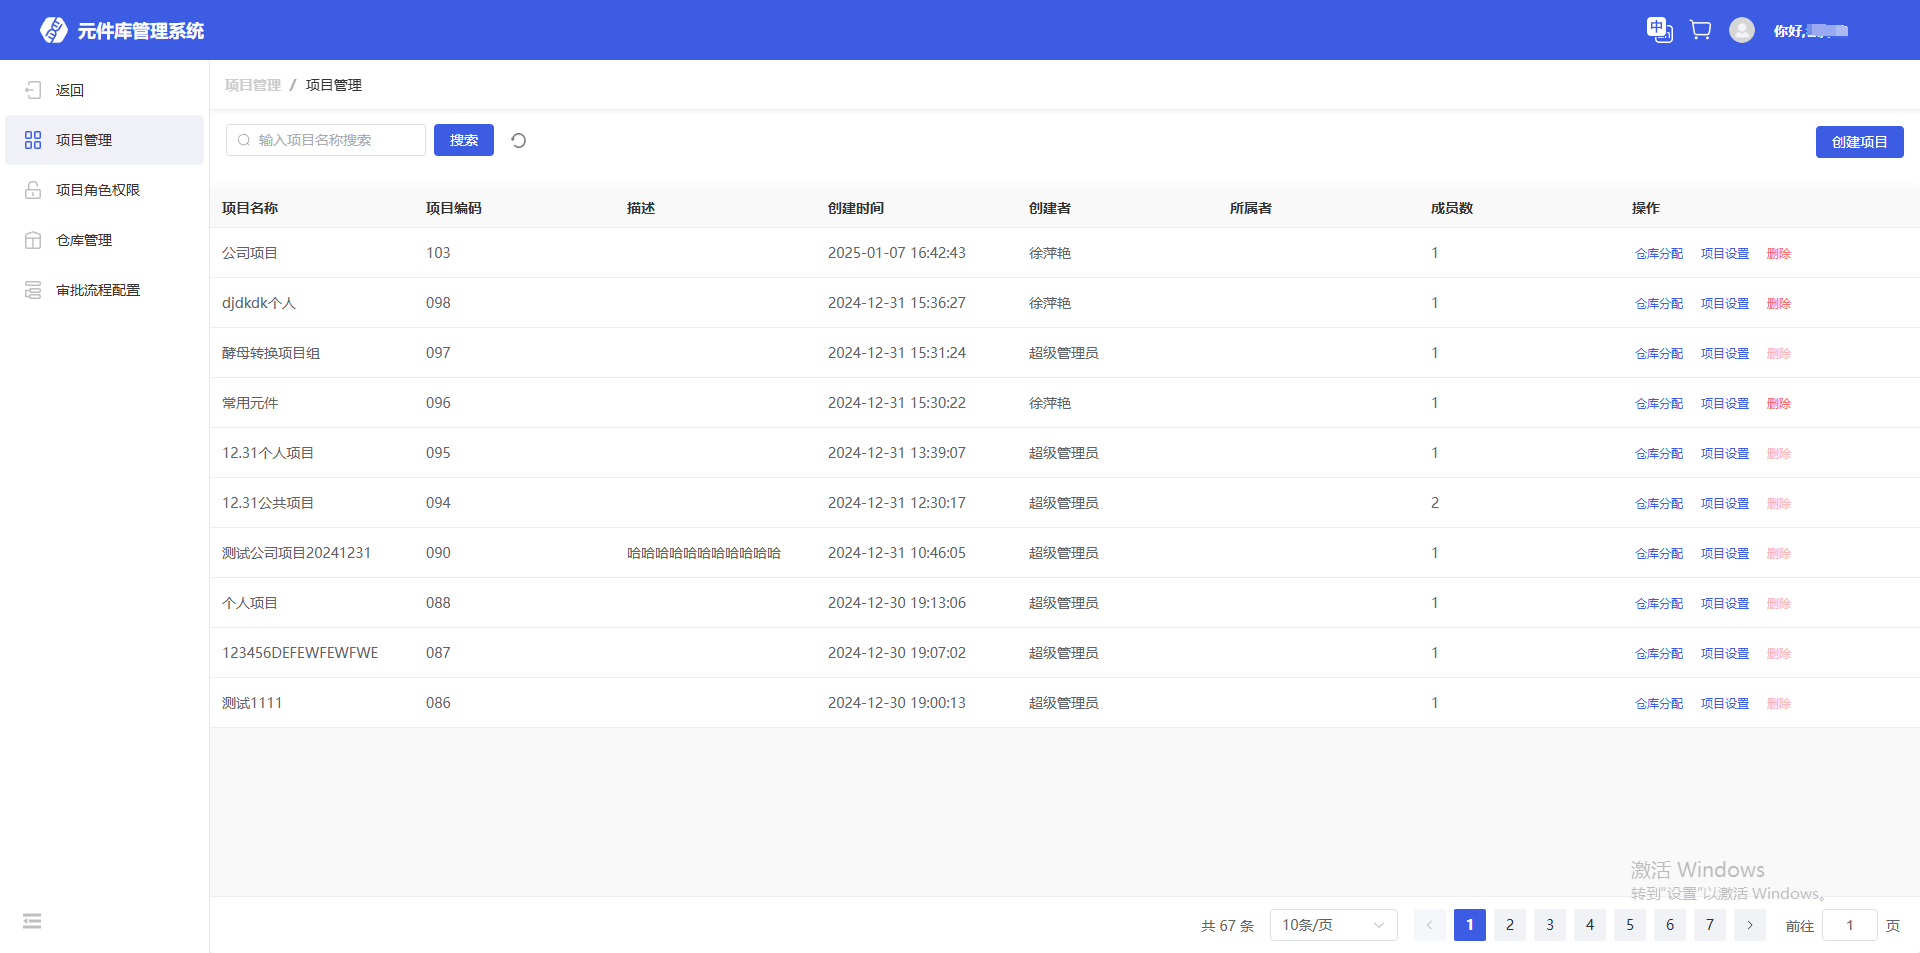 元件库管理系统
中
你好,
返回
项目管理
项目角色权限
仓库管理
审批流程配置
项目管理 / 项目管理
输入项目名称搜索 搜索 创建项目
项目名称 项目编码 描述 创建时间 创建者 所属者 成员数 操作
公司项目 103 2025-01-07 16:42:43 徐萍艳 1 仓库分配 项目设置 删除
djdkdk个人 098 2024-12-31 15:36:27 徐萍艳 1 仓库分配 项目设置 删除
酵母转换项目组 097 2024-12-31 15:31:24 超级管理员 1 仓库分配 项目设置 删除
常用元件 096 2024-12-31 15:30:22 徐萍艳 1 仓库分配 项目设置 删除
12.31个人项目 095 2024-12-31 13:39:07 超级管理员 1 仓库分配 项目设置 删除
12.31公共项目 094 2024-12-31 12:30:17 超级管理员 2 仓库分配 项目设置 删除
测试公司项目20241231 090 哈哈哈哈哈哈哈哈哈哈哈 2024-12-31 10:46:05 超级管理员 1 仓库分配 项目设置 删除
个人项目 088 2024-12-30 19:13:06 超级管理员 1 仓库分配 项目设置 删除
123456DEFEWFEWFWE 087 2024-12-30 19:07:02 超级管理员 1 仓库分配 项目设置 删除
测试1111 086 2024-12-30 19:00:13 超级管理员 1 仓库分配 项目设置 删除
激活 Windows
转到“设置”以激活 Windows。
共 67 条 10条/页 1 2 3 4 5 6 7 前往 1 页